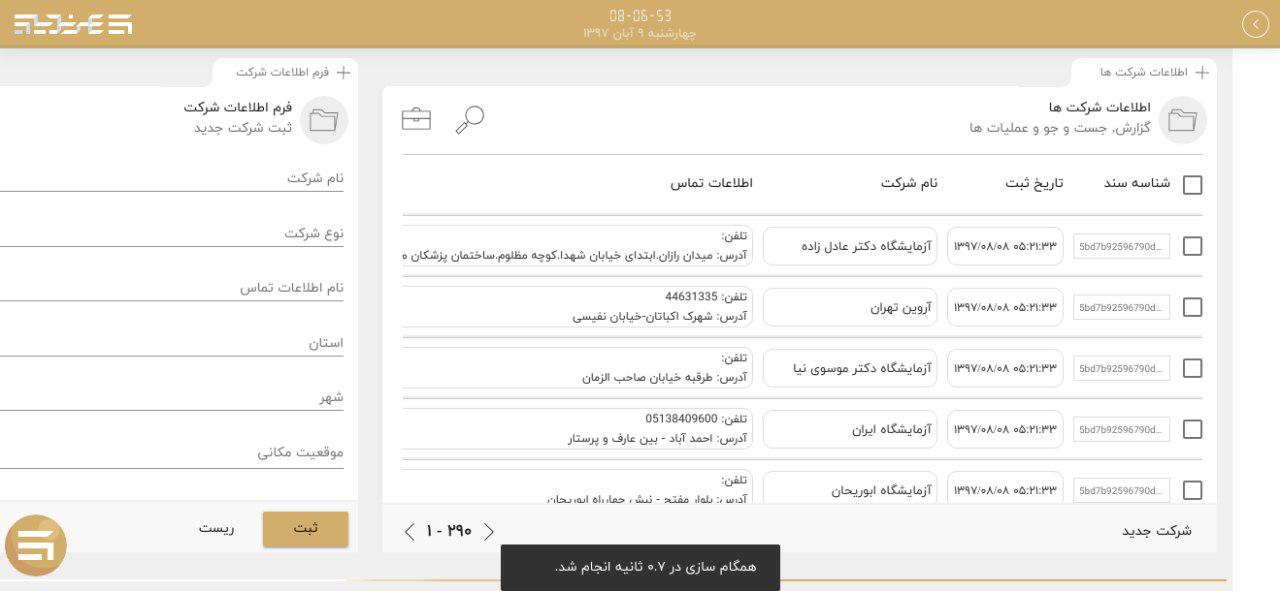 08-06-53
چهارشنبه ۹ آبان ۱۳۹۷
اطلاعات شرکت ها
اطلاعات شرکت ها
گزارش, جست و جو و عملیات ها
شناسه سند
تاریخ ثبت
نام شرکت
اطلاعات تماس
5bd7b92596790d...
۱۳۹۷/۰۸/۰۸ ۰۵:۲۱:۳۳
آزمایشگاه دکتر عادل زاده
تلفن:
آدرس: میدان رازان.ابتدای خیابان شهدا.کوچه مظلوم.ساختمان پزشکان م
5bd7b92596790d...
۱۳۹۷/۰۸/۰۸ ۰۵:۲۱:۳۳
آروین تهران
تلفن: 44631335
آدرس: شهرک اکباتان-خیابان نفیسی
5bd7b92596790d...
۱۳۹۷/۰۸/۰۸ ۰۵:۲۱:۳۳
آزمایشگاه دکتر موسوی نیا
تلفن:
آدرس: طرقبه خیابان صاحب الزمان
5bd7b92596790d...
۱۳۹۷/۰۸/۰۸ ۰۵:۲۱:۳۳
آزمایشگاه ایران
تلفن: 05138409600
آدرس: احمد آباد - بین عارف و پرستار
5bd7b92596790d...
۱۳۹۷/۰۸/۰۸ ۰۵:۲۱:۳۳
آزمایشگاه ابوریحان
تلفن:
آدرس: بلوار مفتح - نبش چهارراه ابوریحان
شرکت جدید
۱ - ۲۹۰
فرم اطلاعات شرکت
فرم اطلاعات شرکت
ثبت شرکت جدید
نام شرکت
نوع شرکت
نام اطلاعات تماس
استان
شهر
موقعیت مکانی
ثبت
ریست
همگام سازی در ۰.۷ ثانیه انجام شد.